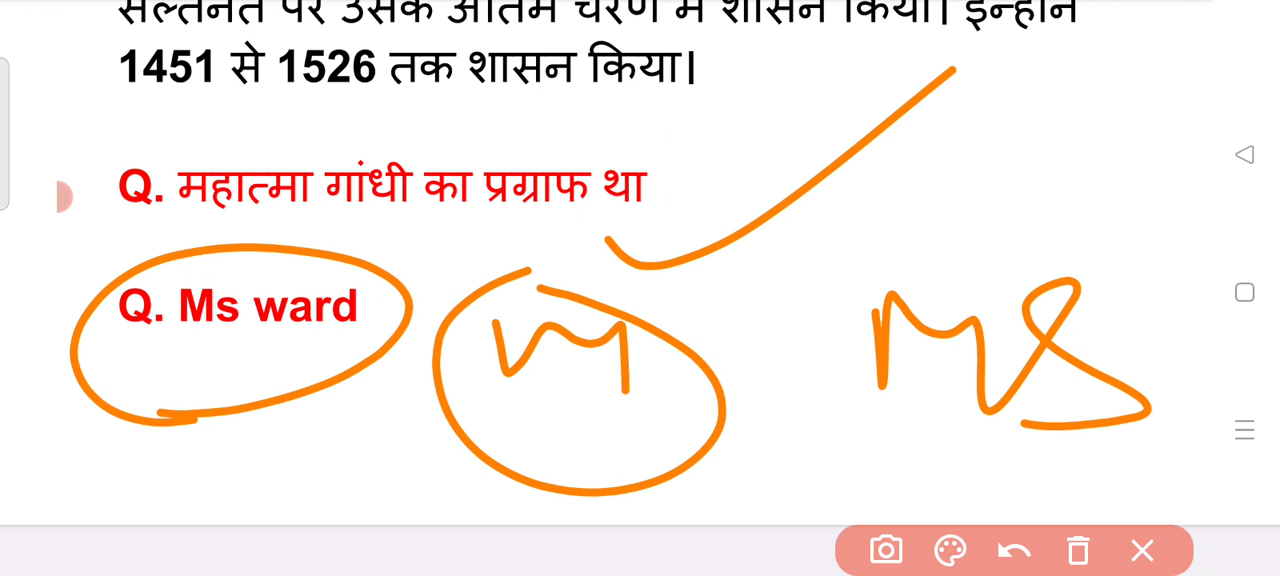 सल्तनत पर उसके अंतिम चरण में शासन किया। इन्होंने
1451 से 1526 तक शासन किया।
Q. महात्मा गांधी का प्रग्राफ था
Q. Ms ward
M
MS